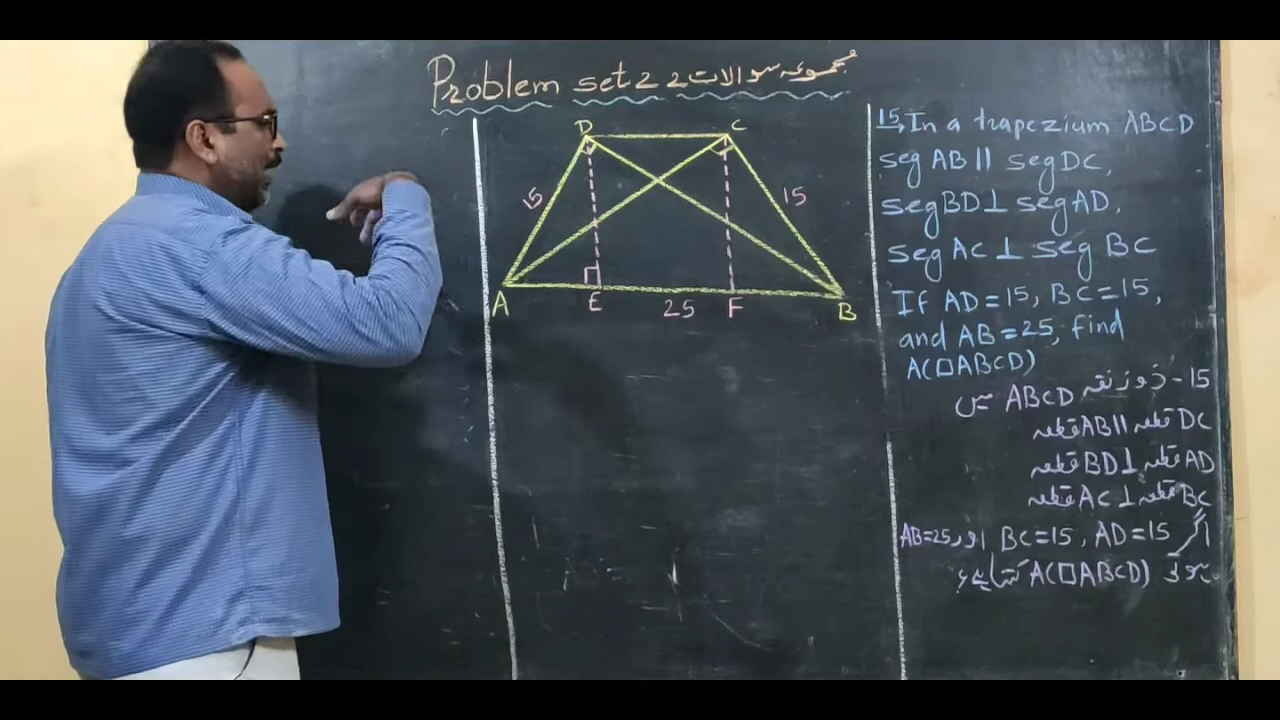 Problem set 2 2 مجموعہ سوالات
D C
15 15
A E 25 F B
15, In a trapezium ABCD
seg AB || seg DC,
seg BD ⊥ seg AD,
seg AC ⊥ seg BC
If AD = 15, BC = 15,
and AB = 25, find
A(□ABCD)
15 - ذوزنقہ ABCD میں
قطعہ AB || قطعہ DC
قطعہ BD ⊥ قطعہ AD
قطعہ AC ⊥ قطعہ BC
اگر AD = 15 , BC = 15 اور AB = 25
ہو تو A(□ABCD)